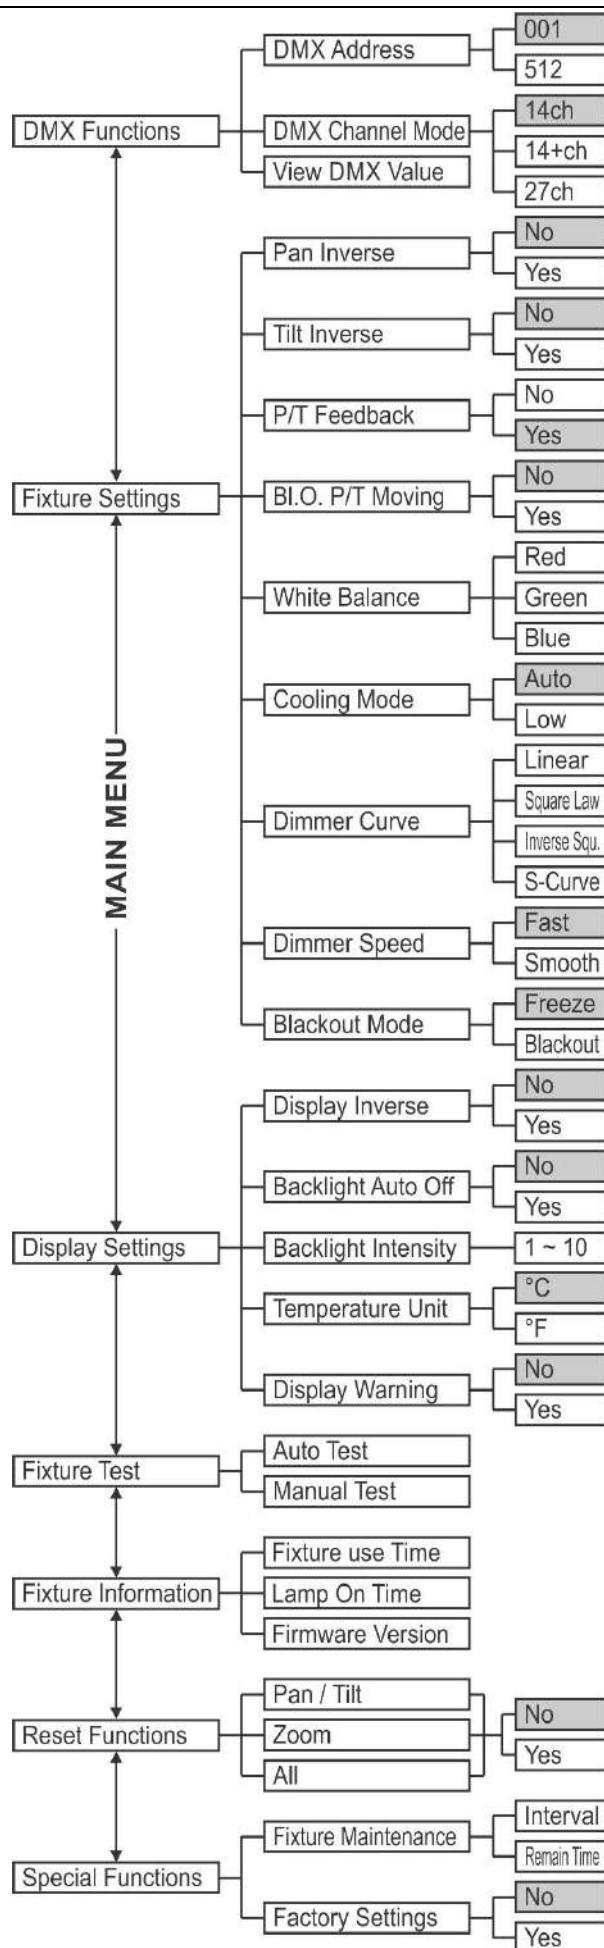 DMX Functions
DMX Address
001
512
DMX Channel Mode
14ch
14+ch
27ch
View DMX Value
Fixture Settings
Pan Inverse
No
Yes
Tilt Inverse
No
Yes
P/T Feedback
No
Yes
BI.O. P/T Moving
No
Yes
White Balance
Red
Green
Blue
Cooling Mode
Auto
Low
Dimmer Curve
Linear
Square Law
Inverse Squ.
S-Curve
Dimmer Speed
Fast
Smooth
Blackout Mode
Freeze
Blackout
MAIN MENU
Display Settings
Display Inverse
No
Yes
Backlight Auto Off
No
Yes
Backlight Intensity
1 ~ 10
Temperature Unit
°C
°F
Display Warning
No
Yes
Fixture Test
Auto Test
Manual Test
Fixture Information
Fixture use Time
Lamp On Time
Firmware Version
Reset Functions
Pan / Tilt
Zoom
All
No
Yes
Special Functions
Fixture Maintenance
Interval
Remain Time
Factory Settings
No
Yes